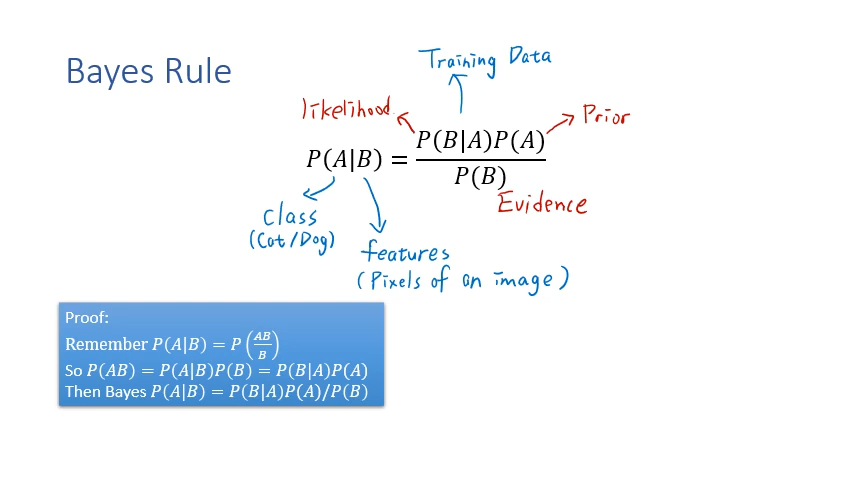 Bayes Rule
Training Data
likelihood
Prior
P(A|B) = P(B|A)P(A) / P(B)
Evidence
class
(Cat/Dog)
features
(Pixels of an image)
Proof:
Remember P(A|B) = P(AB/B)
So P(AB) = P(A|B)P(B) = P(B|A)P(A)
Then Bayes P(A|B) = P(B|A)P(A)/P(B)